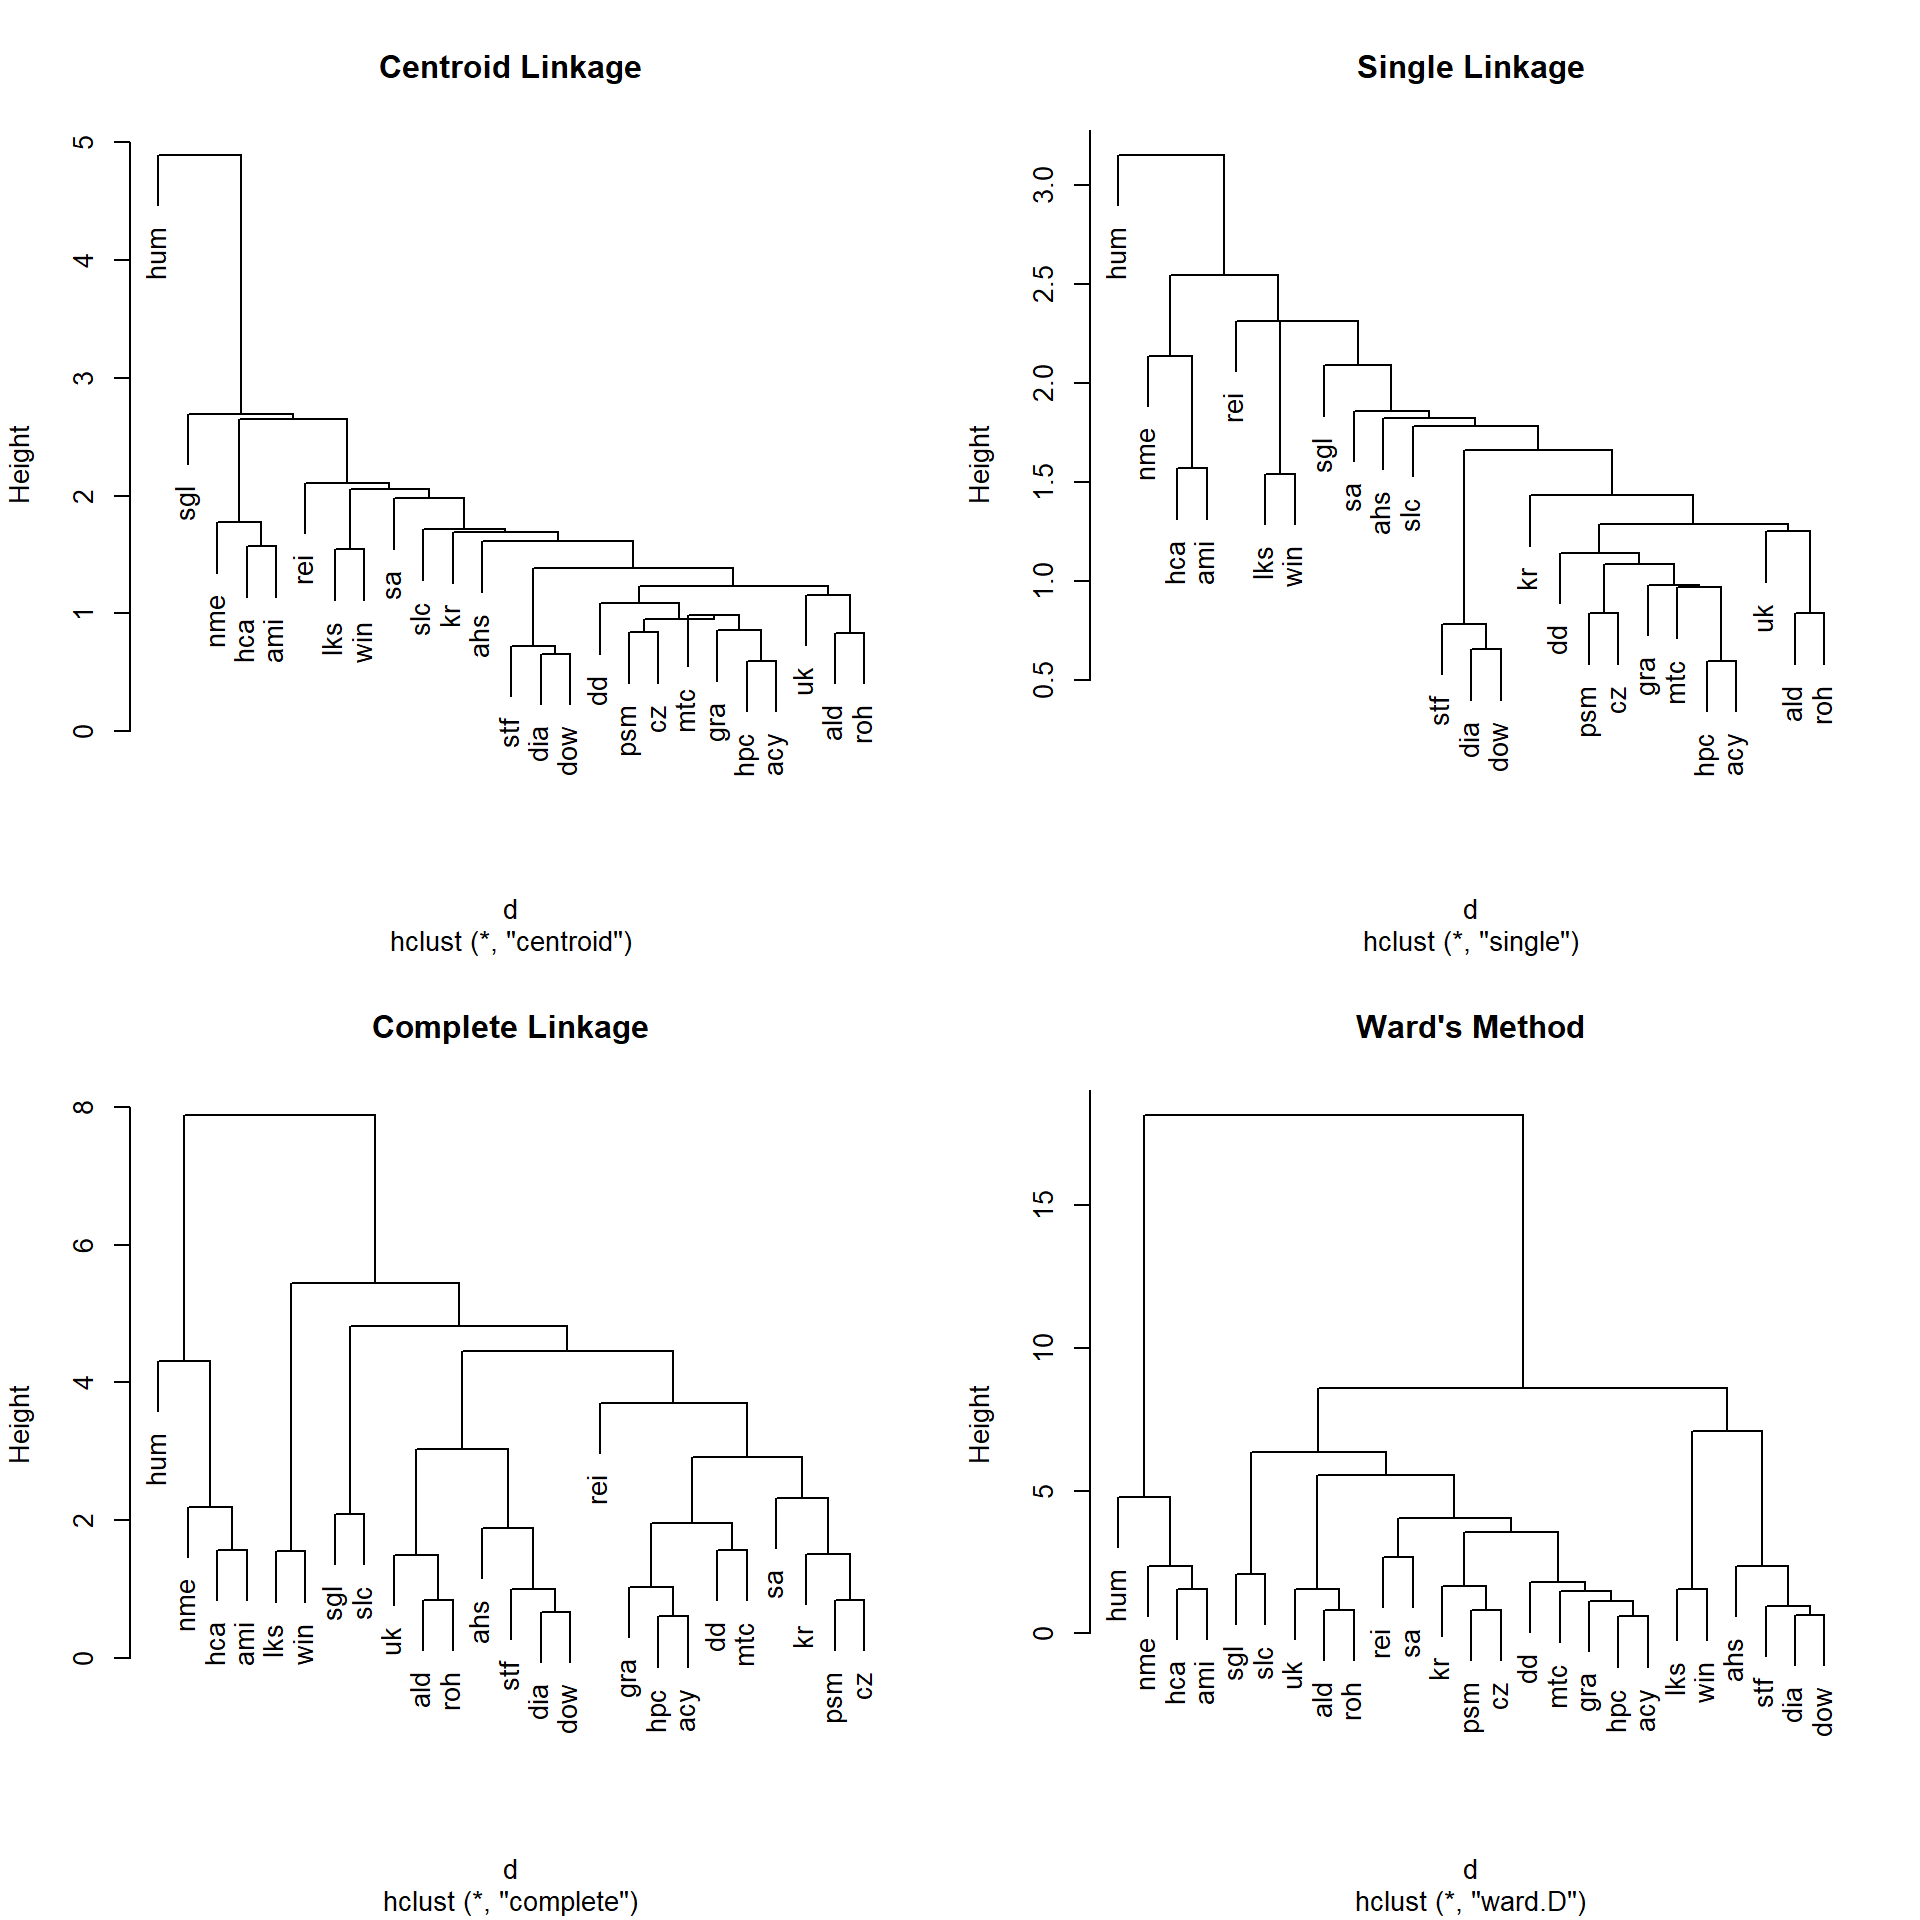 Centroid Linkage
Height
5
4
3
2
1
0
hum
sgl
nme
hca
ami
rei
lks
win
sa
slc
kr
ahs
stf
dia
dow
dd
psm
cz
mtc
gra
hpc
acy
uk
ald
roh
d
hclust (*, "centroid")
Single Linkage
Height
3.0
2.5
2.0
1.5
1.0
0.5
hum
nme
hca
ami
rei
lks
win
sgl
sa
ahs
slc
stf
dia
dow
kr
dd
psm
cz
gra
mtc
hpc
acy
uk
ald
roh
d
hclust (*, "single")
Complete Linkage
Height
8
6
4
2
0
hum
nme
hca
ami
lks
win
sgl
slc
uk
ald
roh
ahs
stf
dia
dow
rei
gra
hpc
acy
dd
mtc
sa
kr
psm
cz
d
hclust (*, "complete")
Ward's Method
Height
15
10
5
0
hum
nme
hca
ami
sgl
slc
uk
ald
roh
rei
sa
kr
psm
cz
dd
mtc
gra
hpc
acy
lks
win
ahs
stf
dia
dow
d
hclust (*, "ward.D")